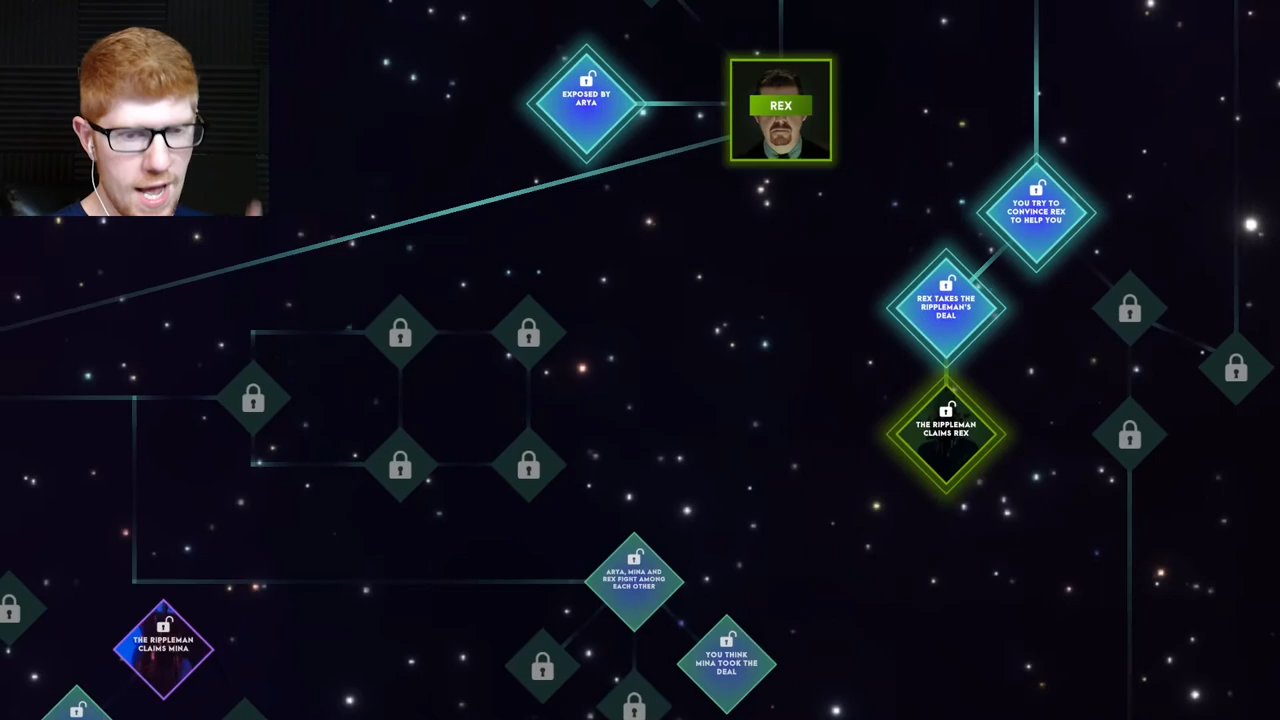 EXPOSED BY
ARYA
REX
YOU TRY TO
CONVINCE REX
TO HELP YOU
REX TAKES THE
RIPPLEMAN'S
DEAL
THE RIPPLEMAN
CLAIMS REX
ARYA, MINA AND
REX FIGHT AMONG
EACH OTHER
THE RIPPLEMAN
CLAIMS MINA
YOU THINK
MINA TOOK THE
DEAL